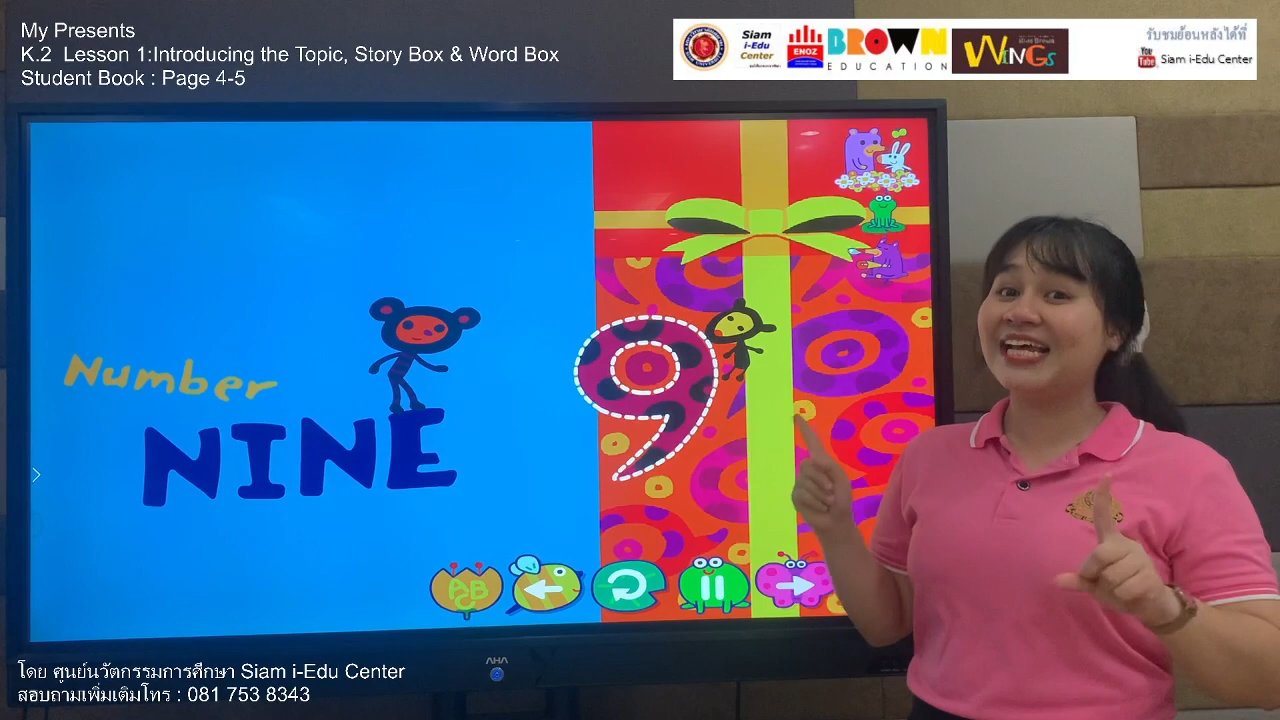 My Presents
K.2 Lesson 1:Introducing the Topic, Story Box & Word Box
Student Book : Page 4-5
Siam
i-Edu
Center
ENOZ
BROWN
EDUCATION
WiNGs
รับชมย้อนหลังได้ที่
You
Tube Siam i-Edu Center
Number
NINE
9
ABC
AHA
โดย ศูนย์นวัตกรรมการศึกษา Siam i-Edu Center
สอบถามเพิ่มเติมโทร : 081 753 8343